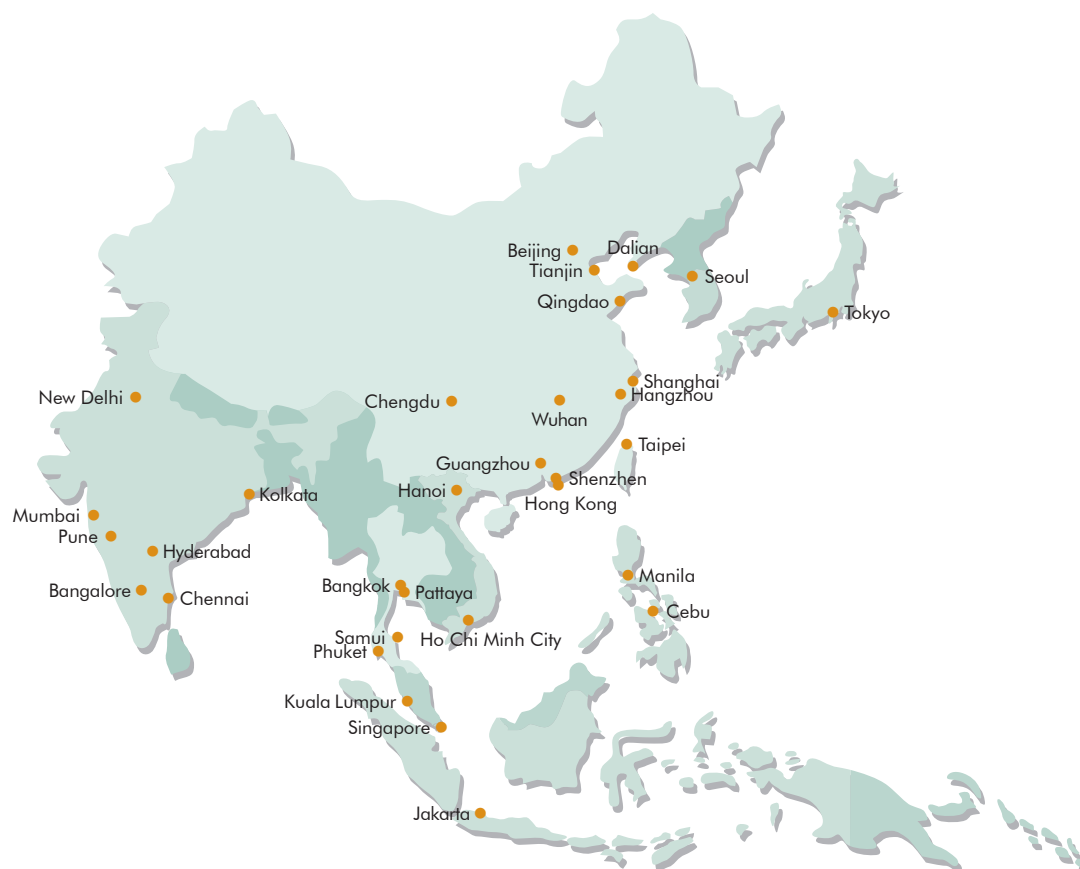 Beijing
Dalian
Tianjin
Seoul
Qingdao
Tokyo
Shanghai
Hangzhou
New Delhi
Chengdu
Wuhan
Taipei
Guangzhou
Shenzhen
Hanoi
Kolkata
Hong Kong
Mumbai
Pune
Hyderabad
Manila
Bangkok
Bangalore
Pattaya
Chennai
Cebu
Samui
Ho Chi Minh City
Phuket
Kuala Lumpur
Singapore
Jakarta